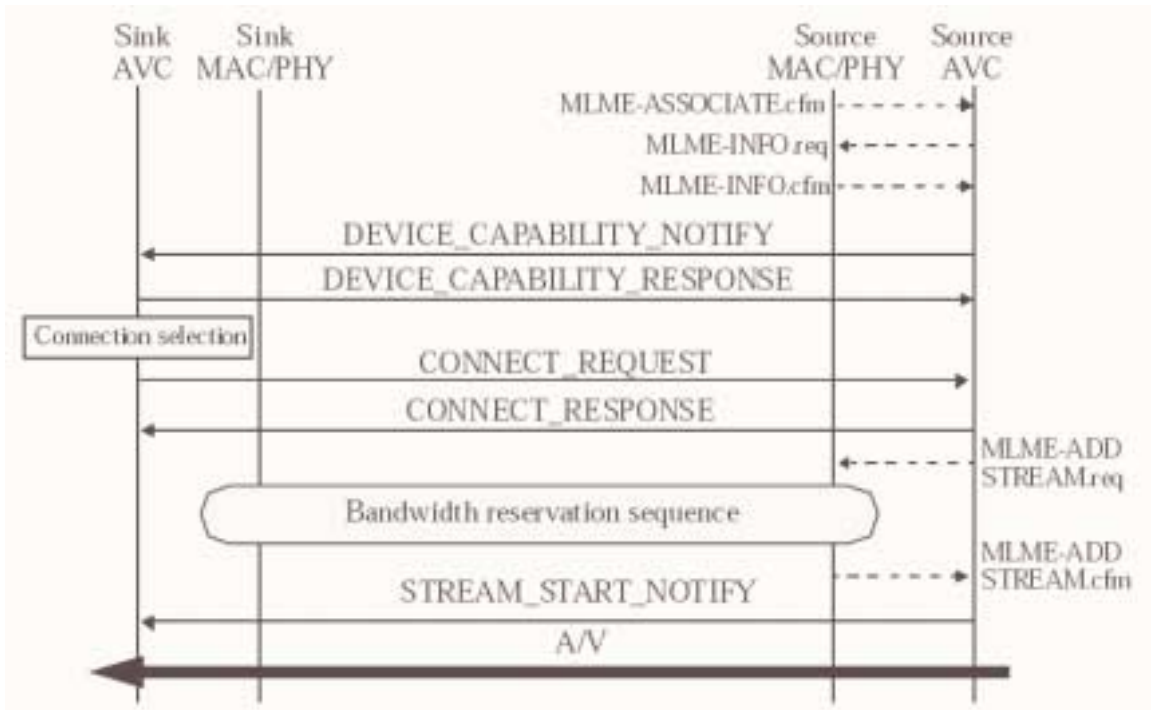 Sink
AVC
Sink
MAC/PHY
Source
MAC/PHY
Source
AVC
MLME-ASSOCIATE.cfm
MLME-INFO.req
MLME-INFO.cfm
DEVICE_CAPABILITY_NOTIFY
DEVICE_CAPABILITY_RESPONSE
Connection selection
CONNECT_REQUEST
CONNECT_RESPONSE
MLME-ADD
STREAM.req
Bandwidth reservation sequence
MLME-ADD
STREAM.cfm
STREAM_START_NOTIFY
A/V